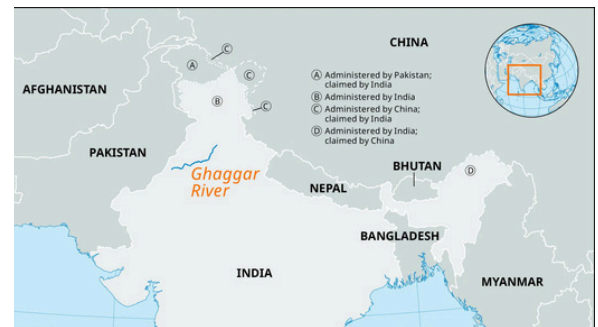 CHINA
AFGHANISTAN
PAKISTAN
Ⓐ Administered by Pakistan;
claimed by India
Ⓑ Administered by India
Ⓒ Administered by China;
claimed by India
Ⓓ Administered by India;
claimed by China
Ⓒ
Ⓐ
Ⓒ
Ⓑ
Ⓒ
Ghaggar
River
NEPAL
BHUTAN
Ⓓ
BANGLADESH
INDIA
MYANMAR